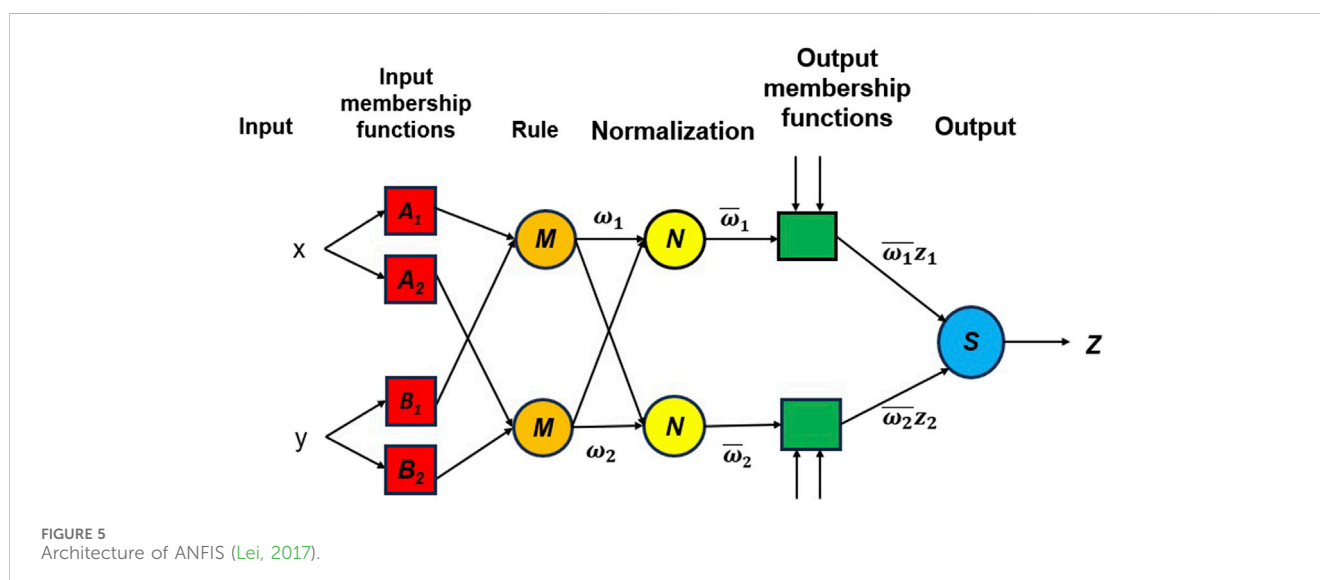 Input
Input
membership
functions
Rule
Normalization
Output
membership
functions
Output
x
A₁
A₂
y
B₁
B₂
M
M
ω₁
ω₂
N
N
ω̅₁
ω̅₂
ω̅₁z₁
ω̅₂z₂
S
Z
FIGURE 5
Architecture of ANFIS (Lei, 2017).